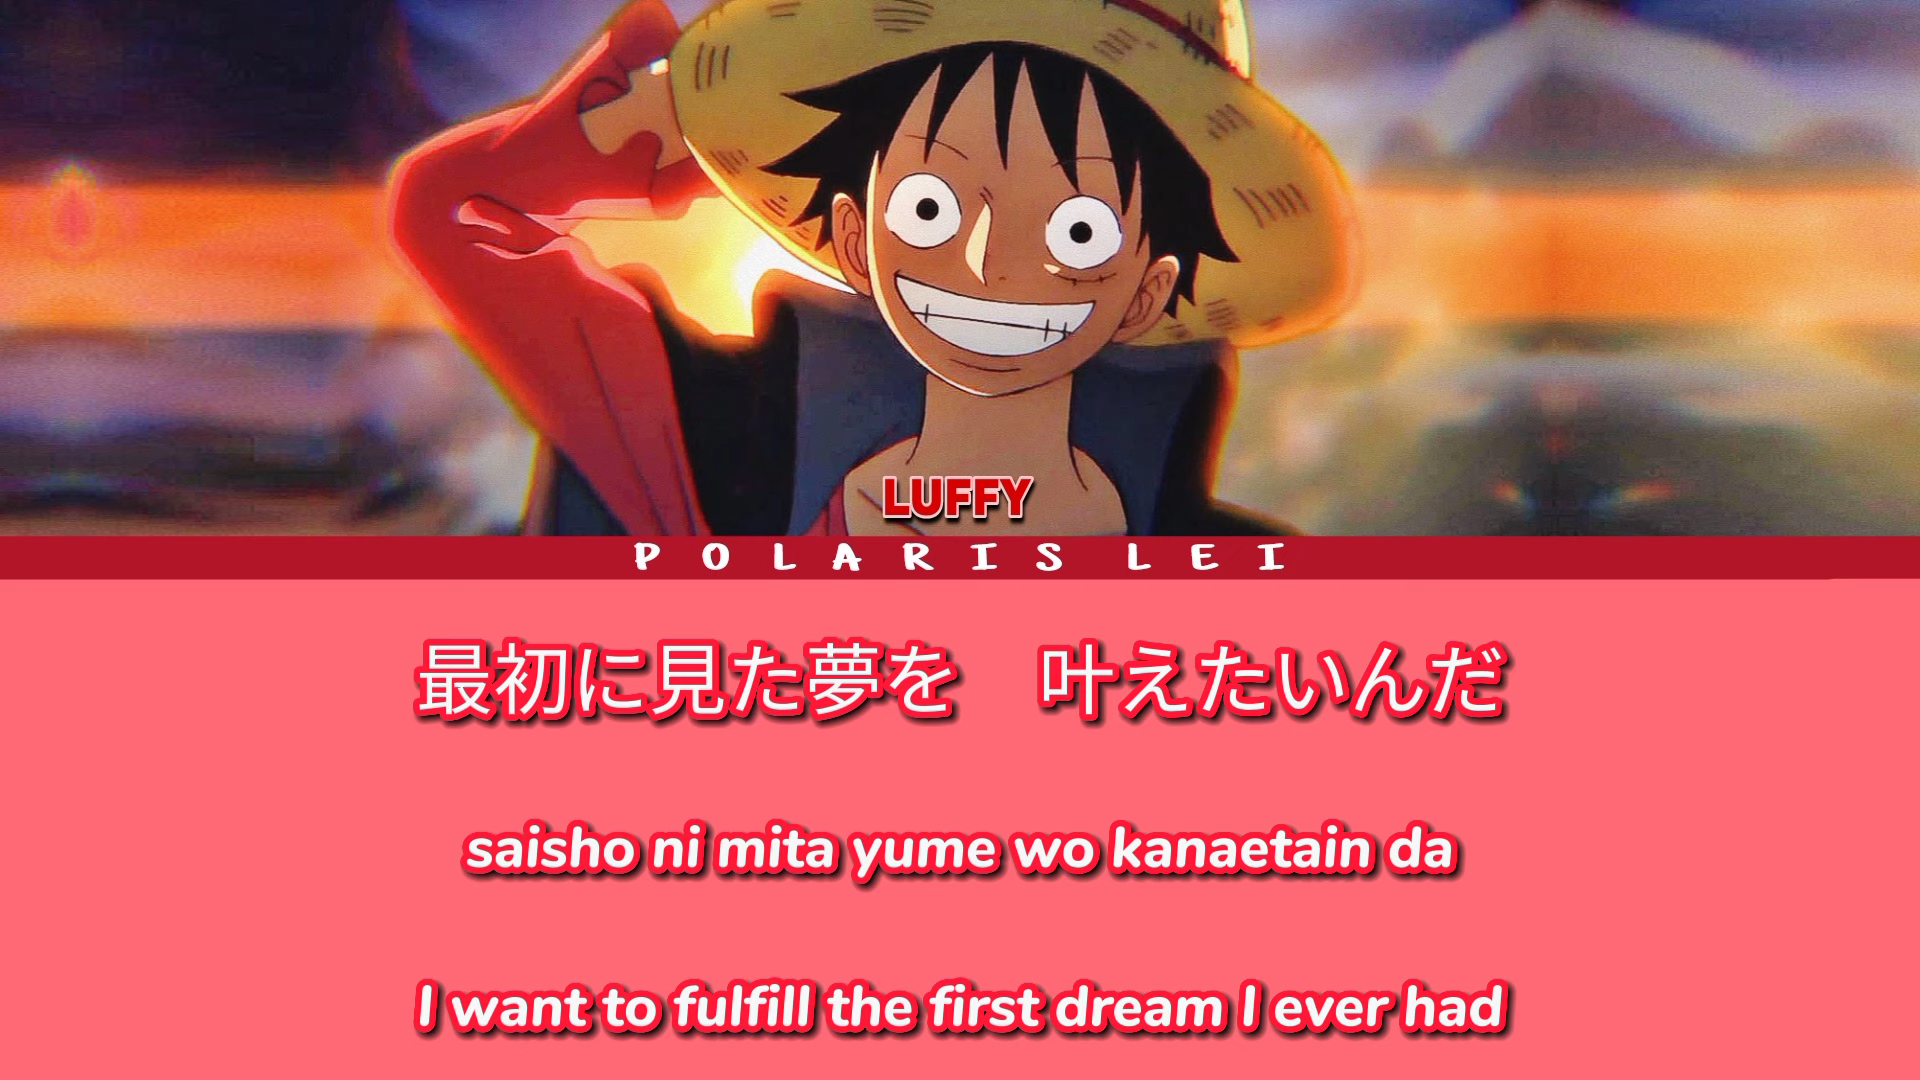 LUFFY
POLARIS LEI
最初に見た夢を　叶えたいんだ
saisho ni mita yume wo kanaetain da
I want to fulfill the first dream I ever had